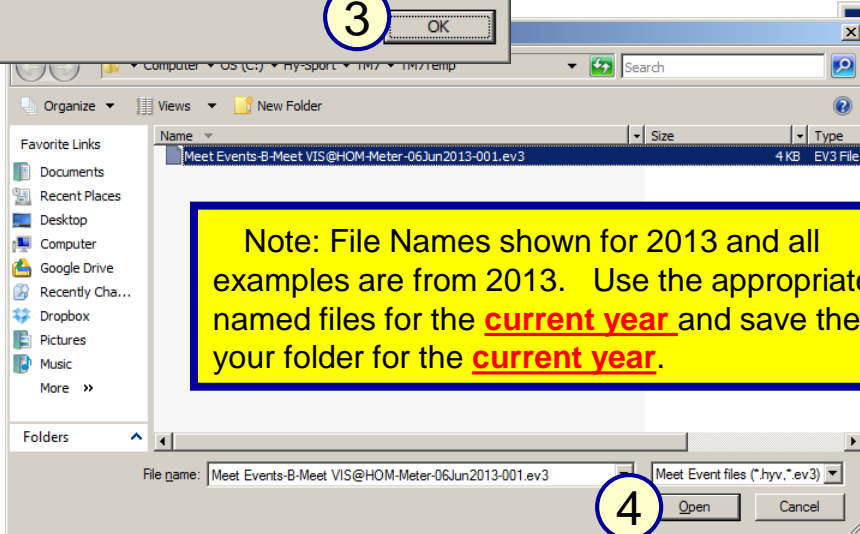 3
OK
Computer OS (C:) Hy-Sport TM7 TM7Temp
Search
Organize Views New Folder
Favorite Links
Documents
Recent Places
Desktop
Computer
Google Drive
Recently Cha...
Dropbox
Pictures
Music
More »
Folders
Name Size Type
Meet Events-B-Meet VIS@HOM-Meter-06Jun2013-001.ev3 4 KB EV3 File
Note: File Names shown for 2013 and all
examples are from 2013. Use the appropriate
named files for the current year and save the
your folder for the current year.
File name: Meet Events-B-Meet VIS@HOM-Meter-06Jun2013-001.ev3
Meet Event files (*.hyv,*.ev3)
4
Open Cancel